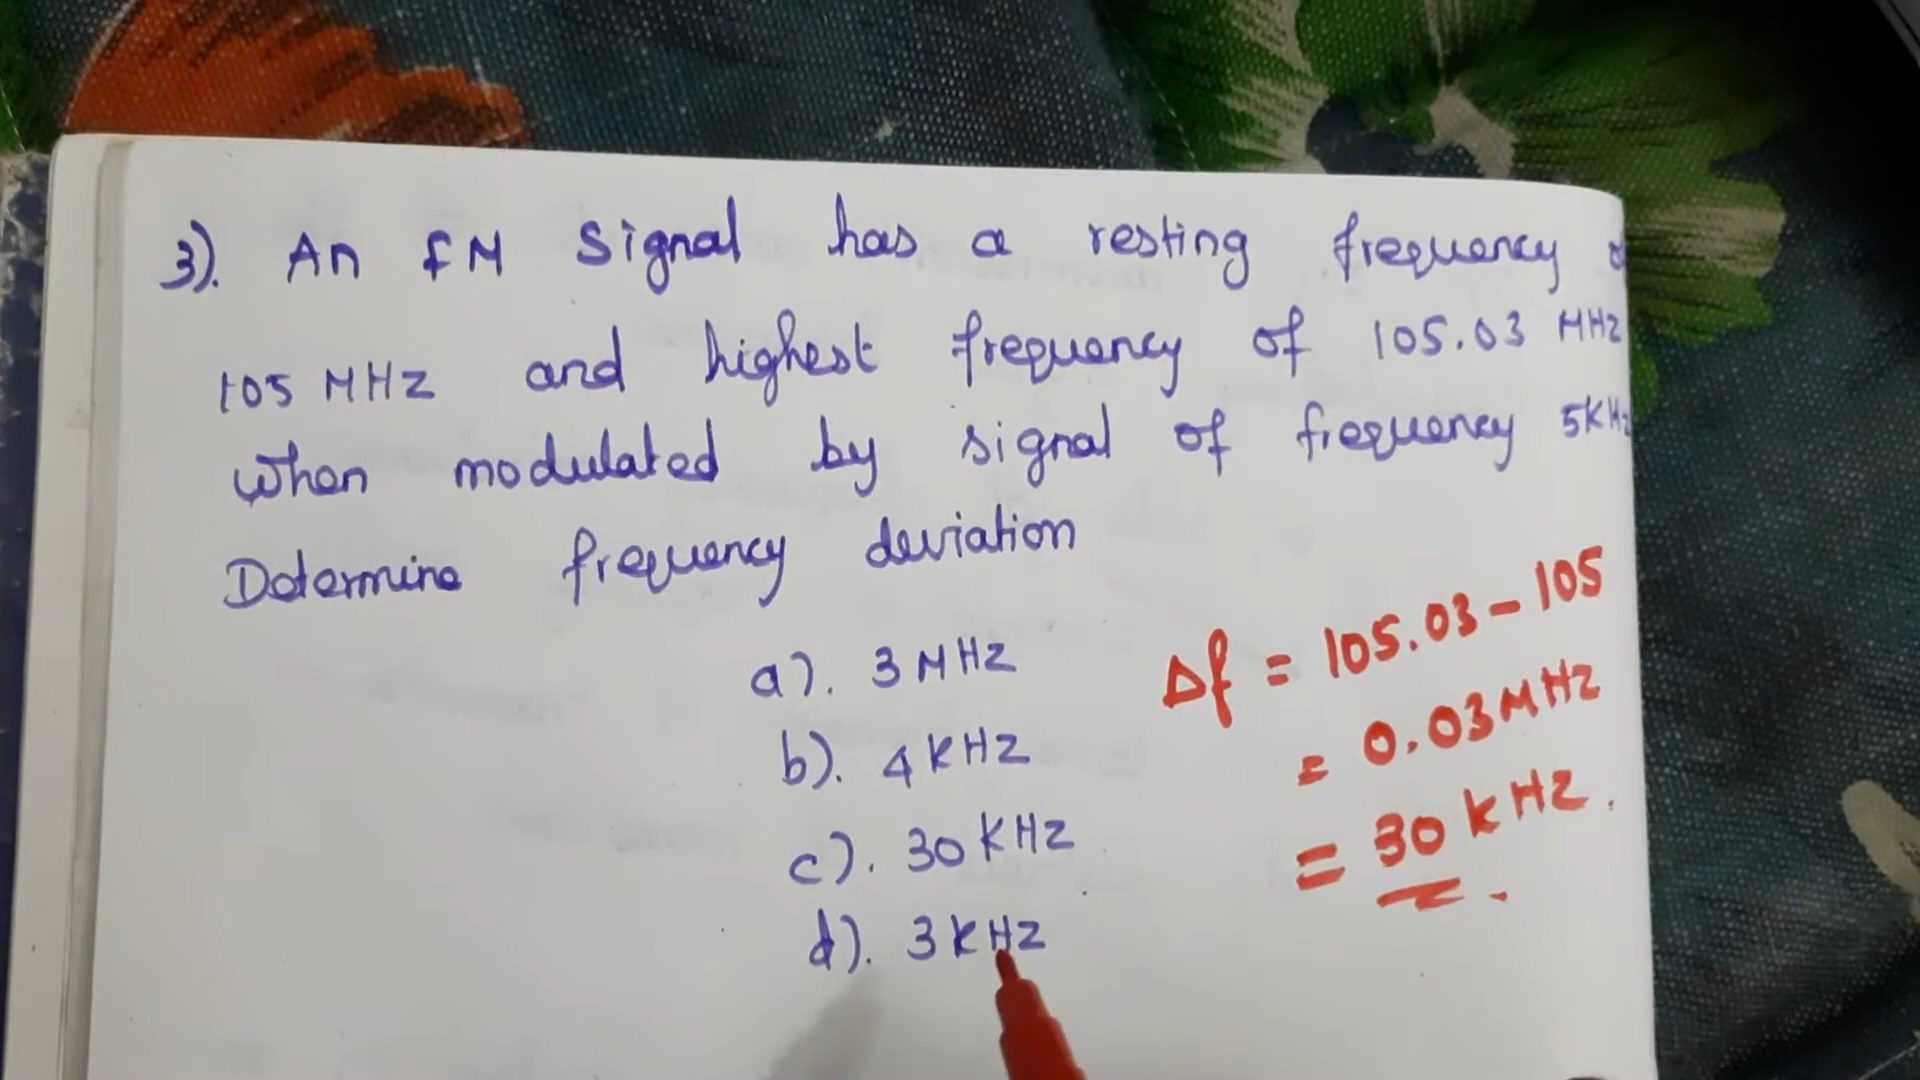 3). An FM Signal has a resting frequency
105 MHz and highest frequency of 105.03 MHz
when modulated by signal of frequency 5KHz
Determine frequency deviation
a). 3 MHz
b). 4 KHz
c). 30 KHz
d). 3 KHz
Δf = 105.03 - 105
= 0.03 MHz
= 30 KHz.